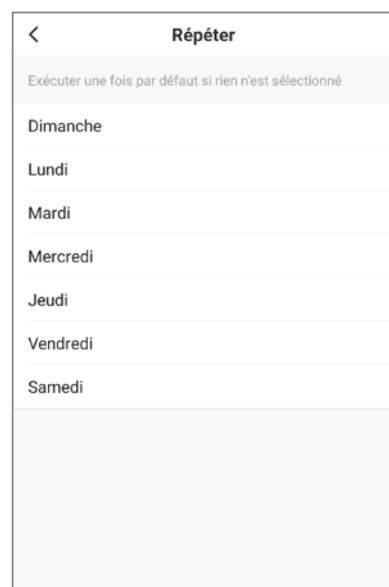 Répéter
Exécuter une fois par défaut si rien n'est sélectionné
Dimanche
Lundi
Mardi
Mercredi
Jeudi
Vendredi
Samedi